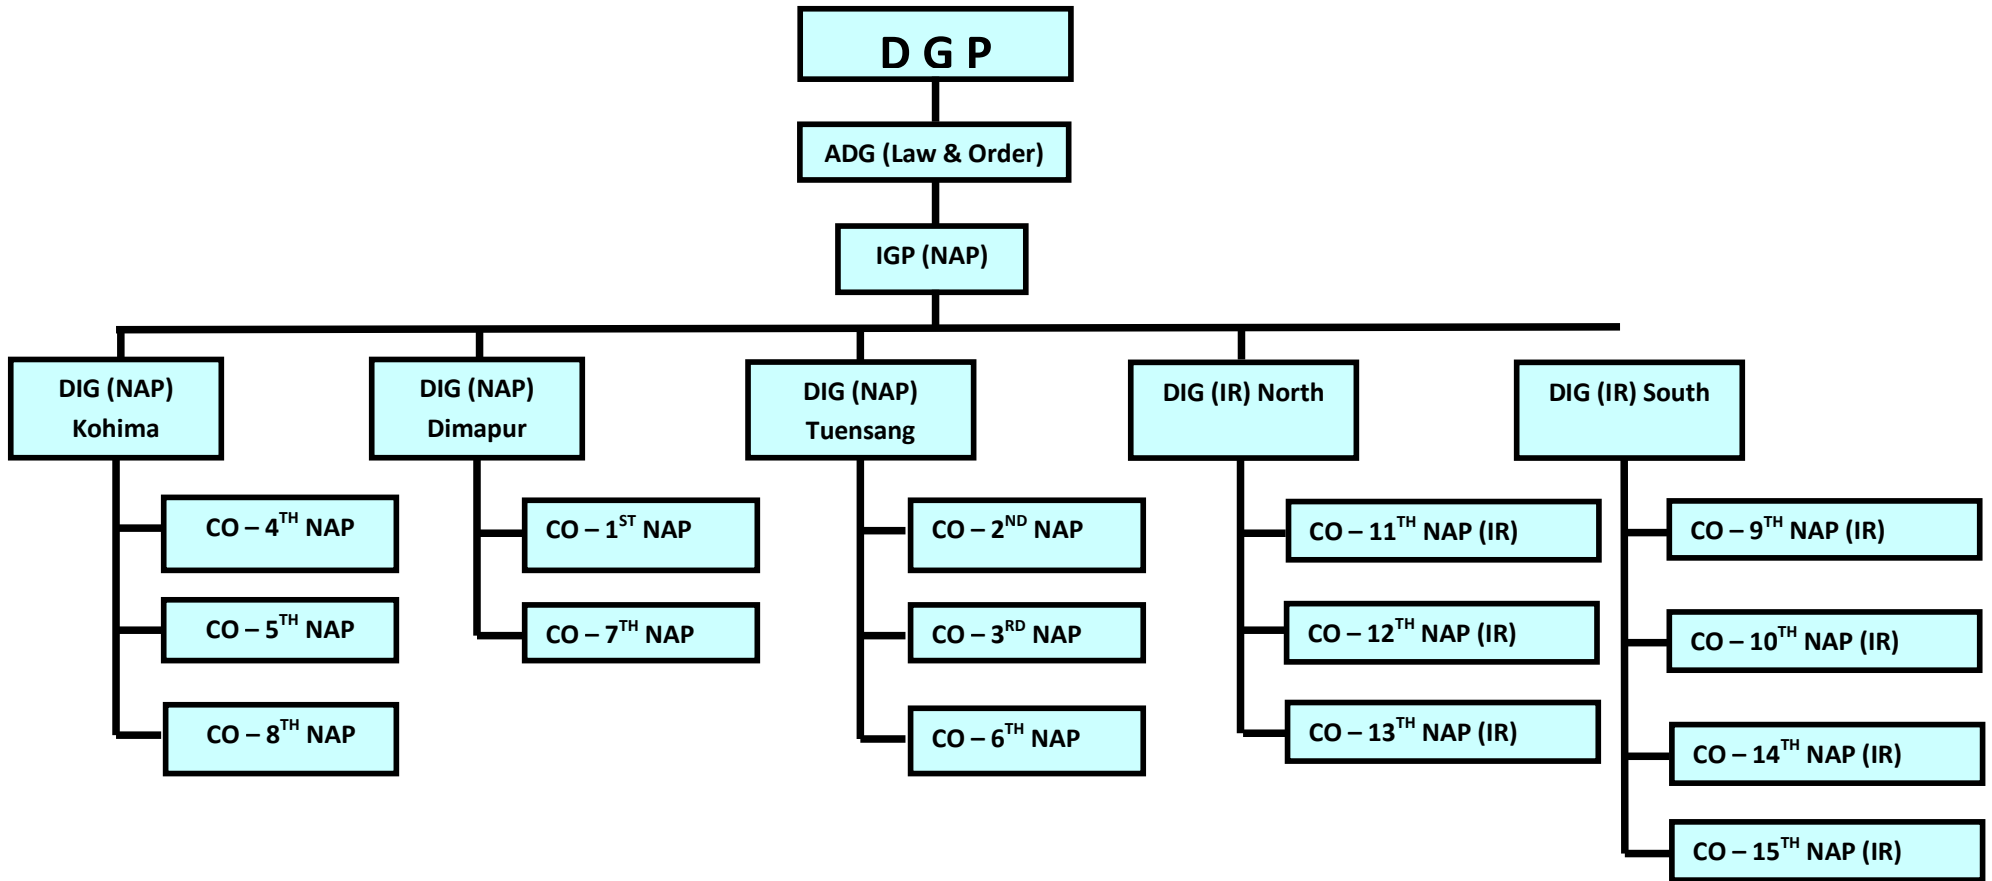 D G P
ADG (Law & Order)
IGP (NAP)
DIG (NAP)
Kohima
DIG (NAP)
Dimapur
DIG (NAP)
Tuensang
DIG (IR) North
DIG (IR) South
CO – 4TH NAP
CO – 5TH NAP
CO – 8TH NAP
CO – 1ST NAP
CO – 7TH NAP
CO – 2ND NAP
CO – 3RD NAP
CO – 6TH NAP
CO – 11TH NAP (IR)
CO – 12TH NAP (IR)
CO – 13TH NAP (IR)
CO – 9TH NAP (IR)
CO – 10TH NAP (IR)
CO – 14TH NAP (IR)
CO – 15TH NAP (IR)